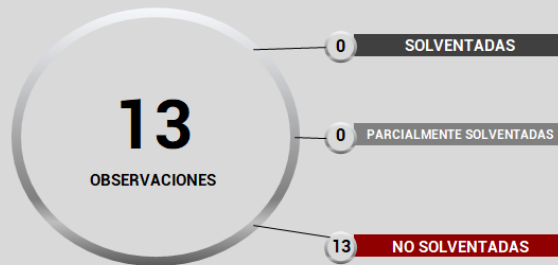 13
OBSERVACIONES
0 SOLVENTADAS
0 PARCIALMENTE SOLVENTADAS
13 NO SOLVENTADAS